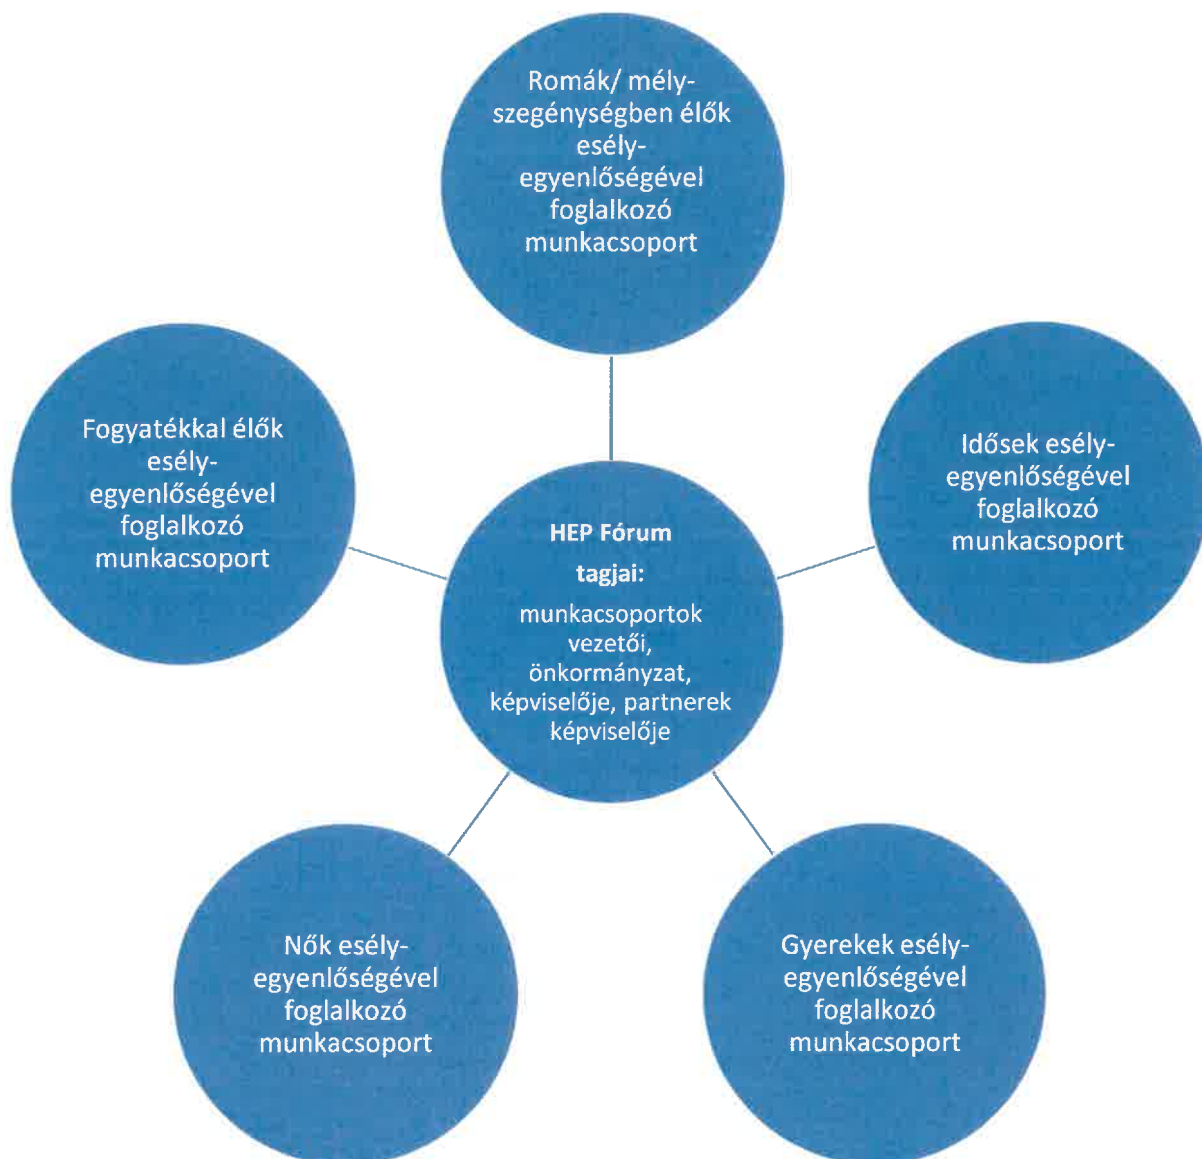 Romák/ mély-
szegénységben élők
esély-
egyenlőségével
foglalkozó
munkacsoport
Idősek esély-
egyenlőségével
foglalkozó
munkacsoport
Fogyatékkal élők
esély-
egyenlőségével
foglalkozó
munkacsoport
HEP Fórum
tagjai:
munkacsoportok
vezetői,
önkormányzat,
képviselője, partnerek
képviselője
Nők esély-
egyenlőségével
foglalkozó
munkacsoport
Gyerekek esély-
egyenlőségével
foglalkozó
munkacsoport